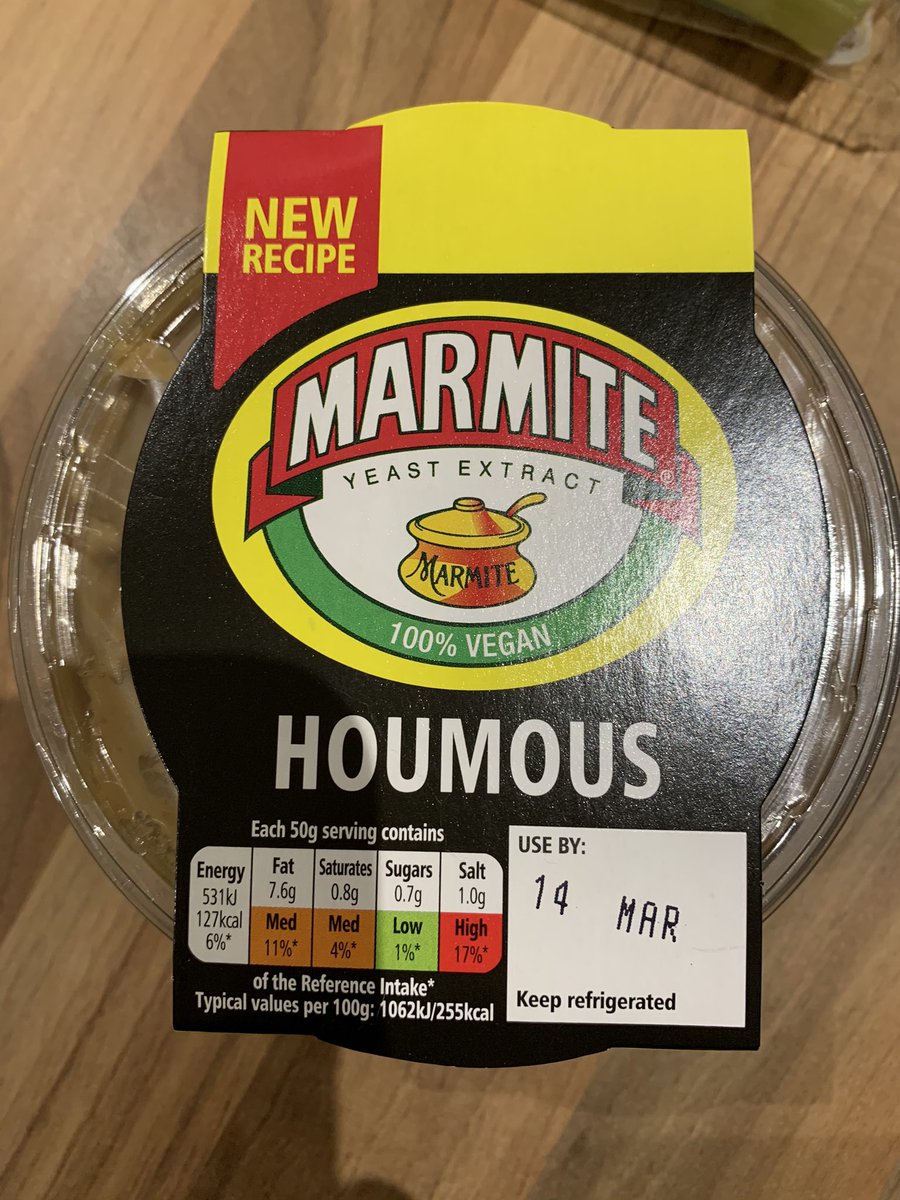 NEW
RECIPE
MARMITE®
YEAST EXTRACT
MARMITE
100% VEGAN
HOUMOUS
Each 50g serving contains
Energy
531kJ
127kcal
6%*
Fat
7.6g
Med
11%*
Saturates
0.8g
Med
4%*
Sugars
0.7g
Low
1%*
Salt
1.0g
High
17%*
of the Reference Intake*
Typical values per 100g: 1062kJ/255kcal
USE BY:
14 MAR
Keep refrigerated